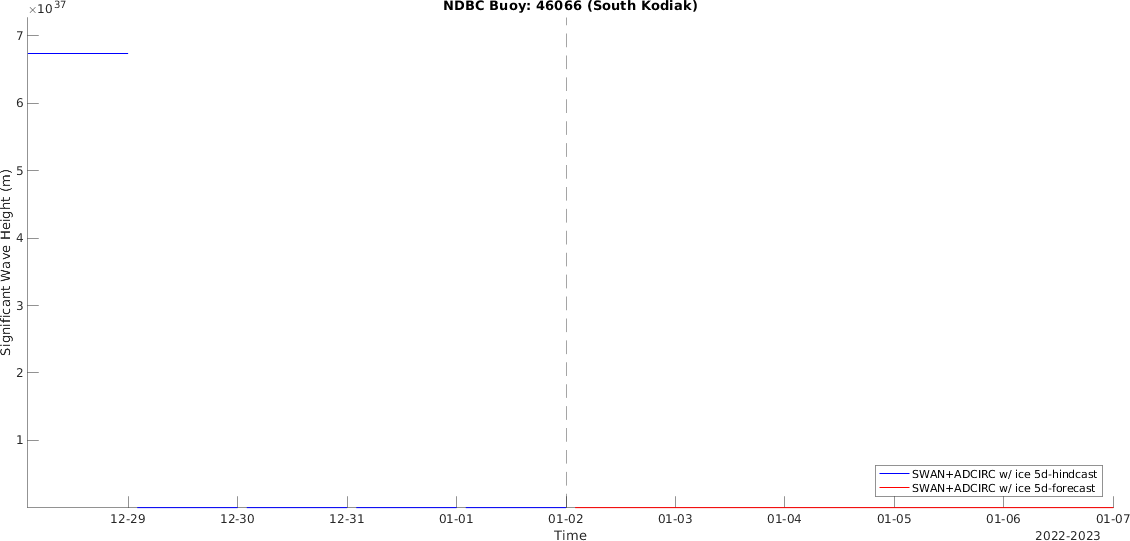 NDBC Buoy: 46066 (South Kodiak)
×10^37
7
6
5
4
3
2
1
Significant Wave Height (m)
SWAN+ADCIRC w/ ice 5d-hindcast
SWAN+ADCIRC w/ ice 5d-forecast
12-29 12-30 12-31 01-01 01-02 01-03 01-04 01-05 01-06 01-07
Time
2022-2023